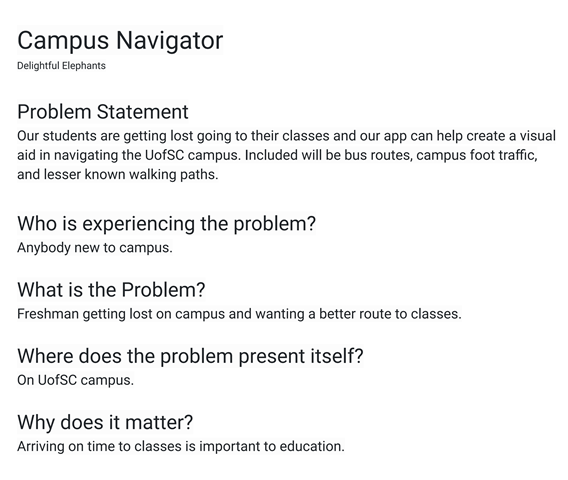 Campus Navigator
Delightful Elephants
Problem Statement
Our students are getting lost going to their classes and our app can help create a visual
aid in navigating the UofSC campus. Included will be bus routes, campus foot traffic,
and lesser known walking paths.
Who is experiencing the problem?
Anybody new to campus.
What is the Problem?
Freshman getting lost on campus and wanting a better route to classes.
Where does the problem present itself?
On UofSC campus.
Why does it matter?
Arriving on time to classes is important to education.